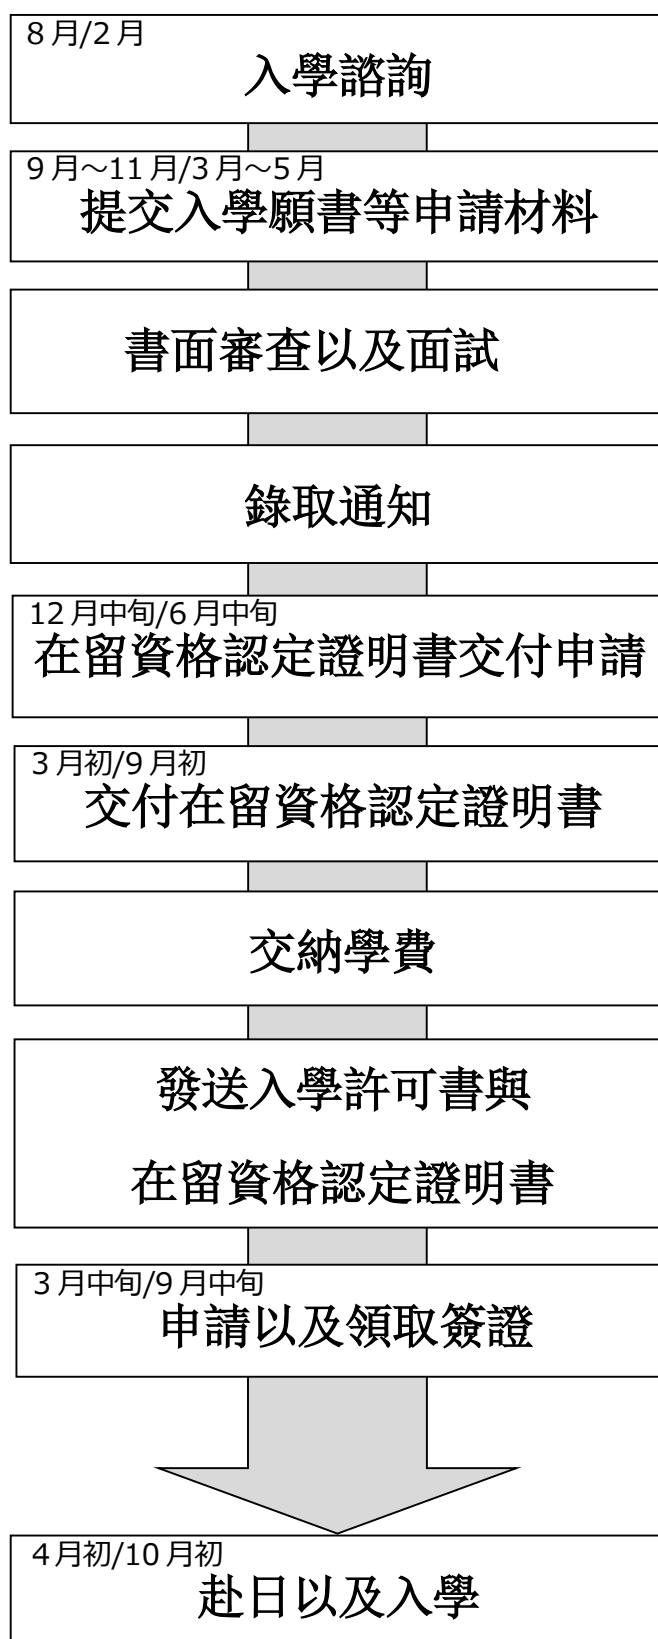 8月/2月
入學諮詢
9月～11月/3月～5月
提交入學願書等申請材料
書面審查以及面試
錄取通知
12月中旬/6月中旬
在留資格認定證明書交付申請
3月初/9月初
交付在留資格認定證明書
交納學費
發送入學許可書與
在留資格認定證明書
3月中旬/9月中旬
申請以及領取簽證
4月初/10月初
赴日以及入學